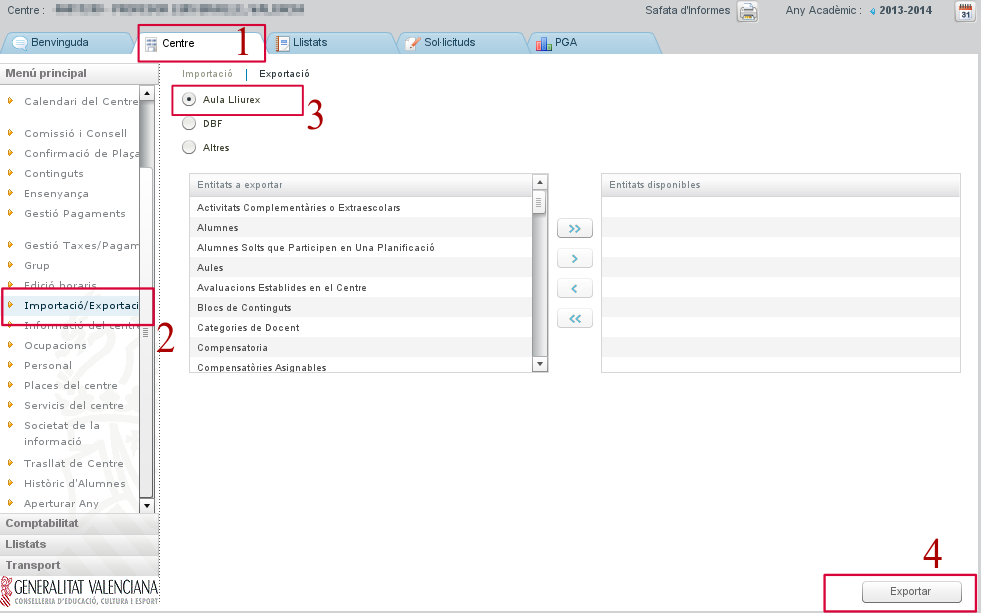 Centre :
Safata d'Informes
Any Acadèmic : 2013-2014
31
Benvinguda
Centre
1
Llistats
Sol·licituds
PGA
Menú principal
Calendari del Centre
Comissió i Consell
Confirmació de Plaça
Continguts
Ensenyança
Gestió Pagaments
Gestió Taxes/Pagam
Grup
Edició horaris
Importació/Exportaci
Informació del centre
2
Ocupacions
Personal
Places del centre
Servicis del centre
Societat de la
informació
Trasllat de Centre
Històric d'Alumnes
Aperturar Any
Comptabilitat
Llistats
Transport
GENERALITAT VALENCIANA
CONSELLERIA D'EDUCACIÓ, CULTURA I ESPORT
Importació | Exportació
Aula Lliurex
3
DBF
Altres
Entitats a exportar
Activitats Complementàries o Extraescolars
Alumnes
Alumnes Solts que Participen en Una Planificació
Aules
Avaluacions Establides en el Centre
Blocs de Continguts
Categories de Docent
Compensatoria
Compensatòries Asignables
>>
>
<
<<
Entitats disponibles
4
Exportar